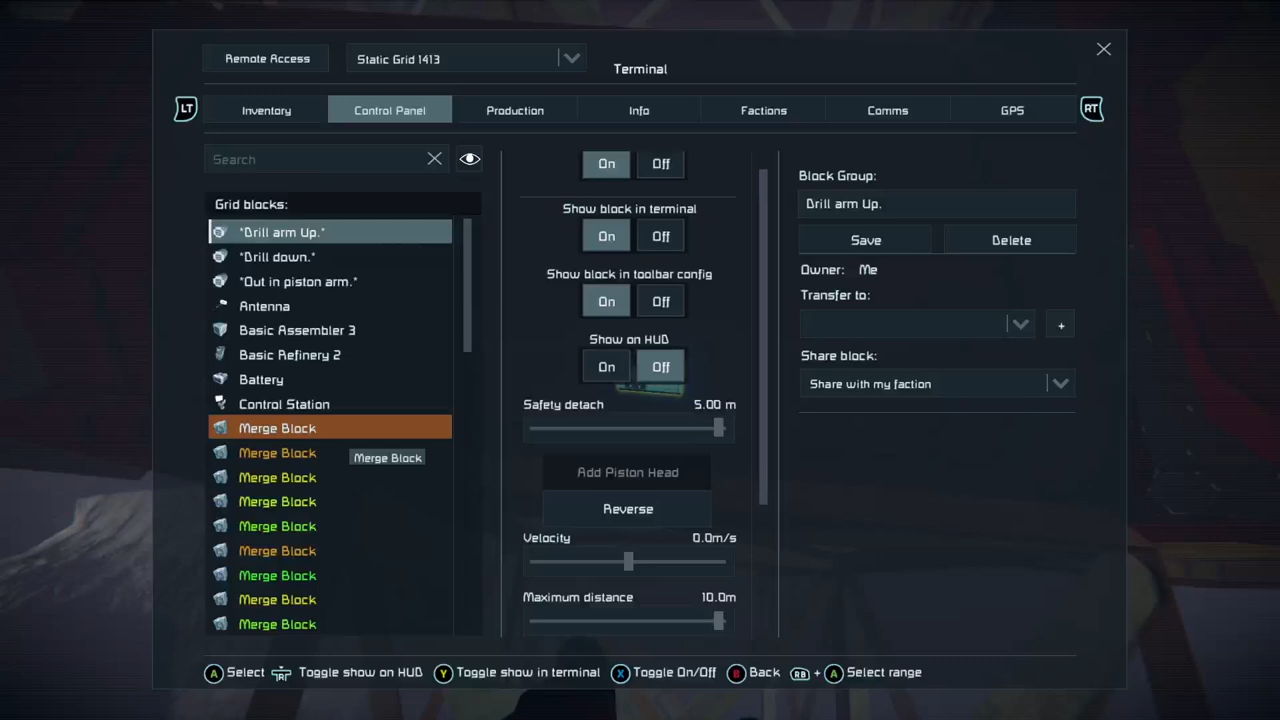 Remote Access
Static Grid 1413
Terminal
LT
Inventory
Control Panel
Production
Info
Factions
Comms
GPS
RT
Search
Grid blocks:
*Drill arm Up.*
*Drill down.*
*Out in piston arm.*
Antenna
Basic Assembler 3
Basic Refinery 2
Battery
Control Station
Merge Block
Merge Block
Merge Block
Merge Block
Merge Block
Merge Block
Merge Block
Merge Block
Merge Block
Merge Block
On Off
Show block in terminal
On Off
Show block in toolbar config
On Off
Show on HUD
On Off
Safety detach 5.00 m
Add Piston Head
Reverse
Velocity 0.0m/s
Maximum distance 10.0m
Block Group:
Drill arm Up.
Save Delete
Owner: Me
Transfer to:
+
Share block:
Share with my faction
A Select Toggle show on HUD Y Toggle show in terminal X Toggle On/Off B Back RB + A Select range